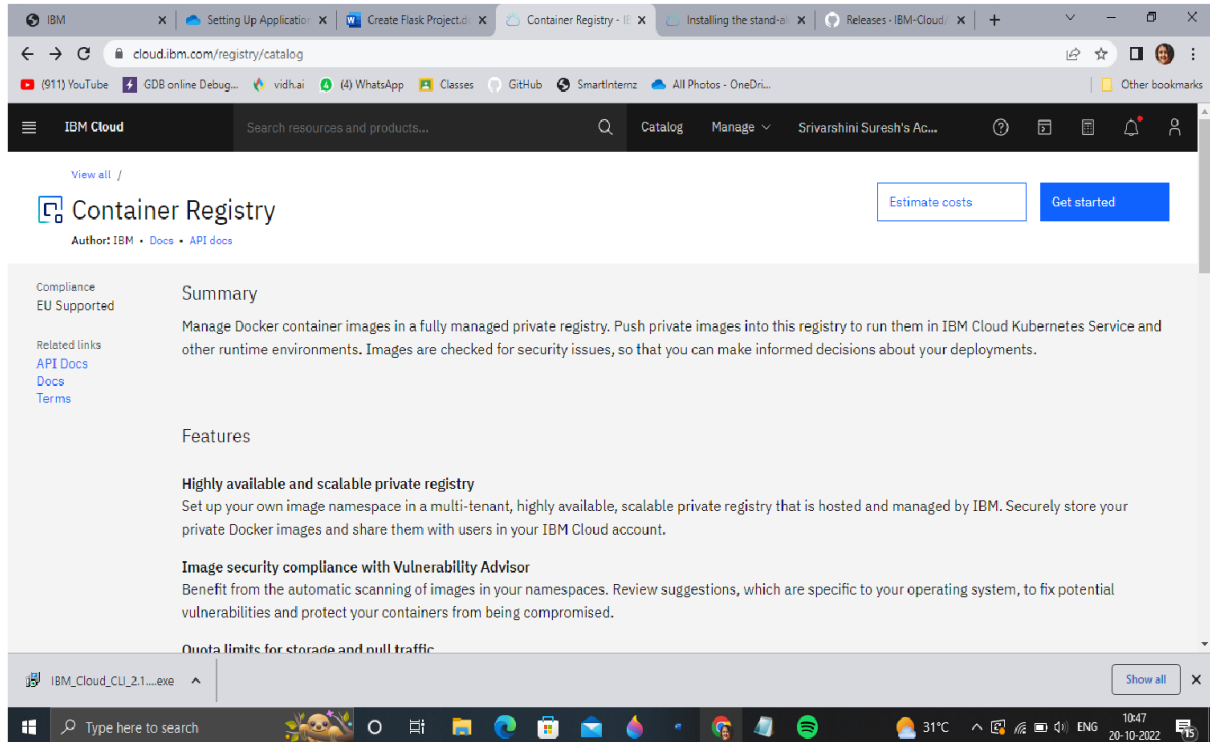 IBM
Setting Up Application
Create Flask Project.d
Container Registry - IB
Installing the stand-al
Releases · IBM-Cloud/
cloud.ibm.com/registry/catalog
(911) YouTube
GDB online Debug...
vidh.ai
(4) WhatsApp
Classes
GitHub
SmartInternz
All Photos - OneDri...
Other bookmarks
IBM Cloud
Search resources and products...
Catalog
Manage
Srivarshini Suresh's Ac...
View all /
Container Registry
Estimate costs
Get started
Author: IBM • Docs • API docs
Compliance
EU Supported
Related links
API Docs
Docs
Terms
Summary
Manage Docker container images in a fully managed private registry. Push private images into this registry to run them in IBM Cloud Kubernetes Service and
other runtime environments. Images are checked for security issues, so that you can make informed decisions about your deployments.
Features
Highly available and scalable private registry
Set up your own image namespace in a multi-tenant, highly available, scalable private registry that is hosted and managed by IBM. Securely store your
private Docker images and share them with users in your IBM Cloud account.
Image security compliance with Vulnerability Advisor
Benefit from the automatic scanning of images in your namespaces. Review suggestions, which are specific to your operating system, to fix potential
vulnerabilities and protect your containers from being compromised.
Quota limits for storage and pull traffic
IBM_Cloud_CLI_2.1....exe
Show all
Type here to search
31°C
ENG
10:47
20-10-2022
15